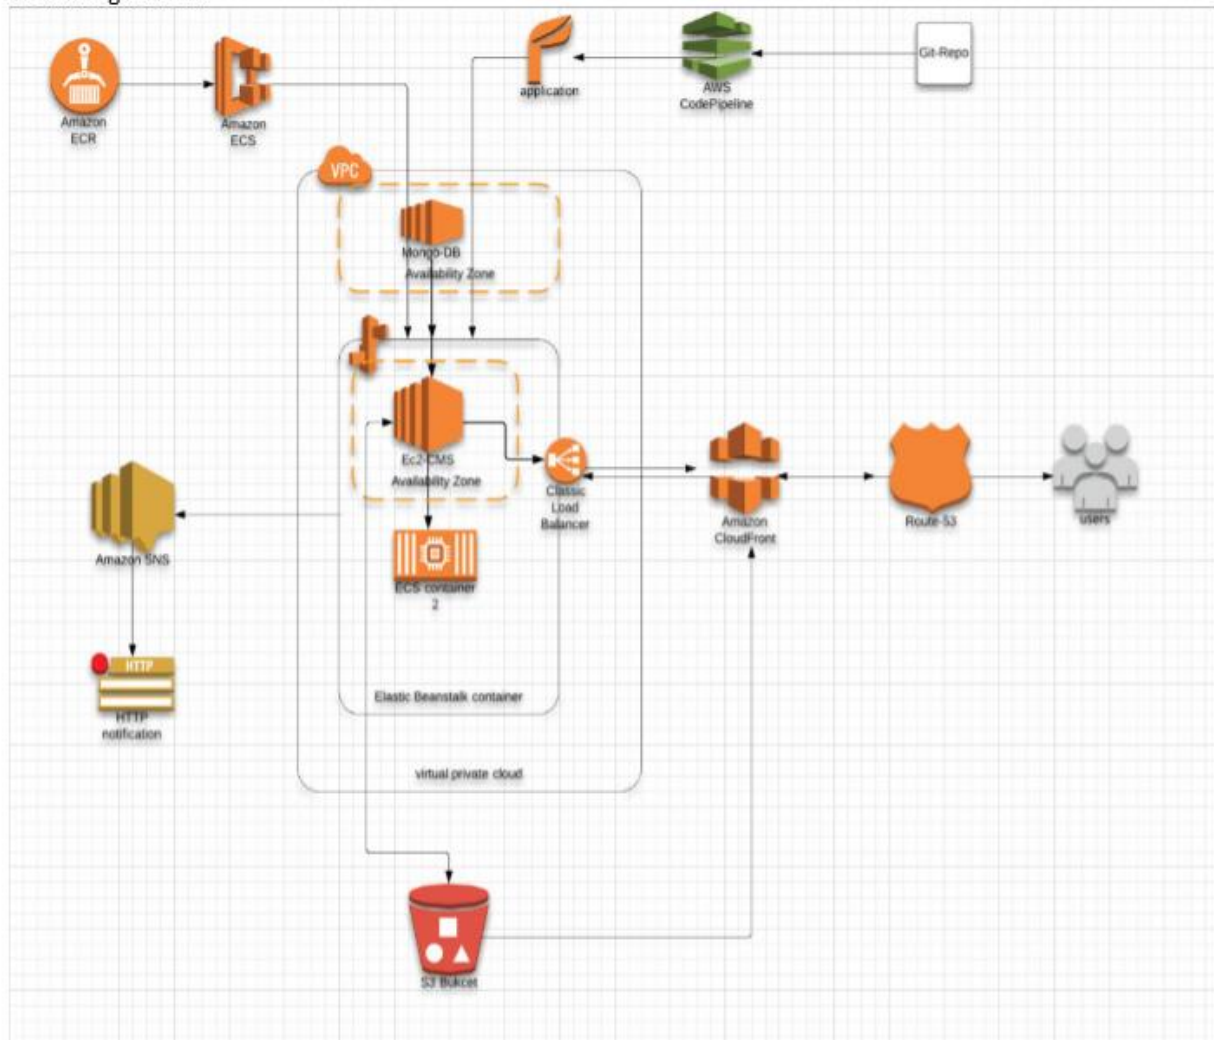 Git-Repo
application
AWS
CodePipeline
Amazon
ECR
Amazon
ECS
VPC
Mongo-DB
Availability Zone
Ec2-CMS
Availability Zone
Classic
Load
Balancer
Amazon
CloudFront
Route-53
users
Amazon SNS
ECS container
2
HTTP
HTTP
notification
Elastic Beanstalk container
virtual private cloud
S3 Bukcet